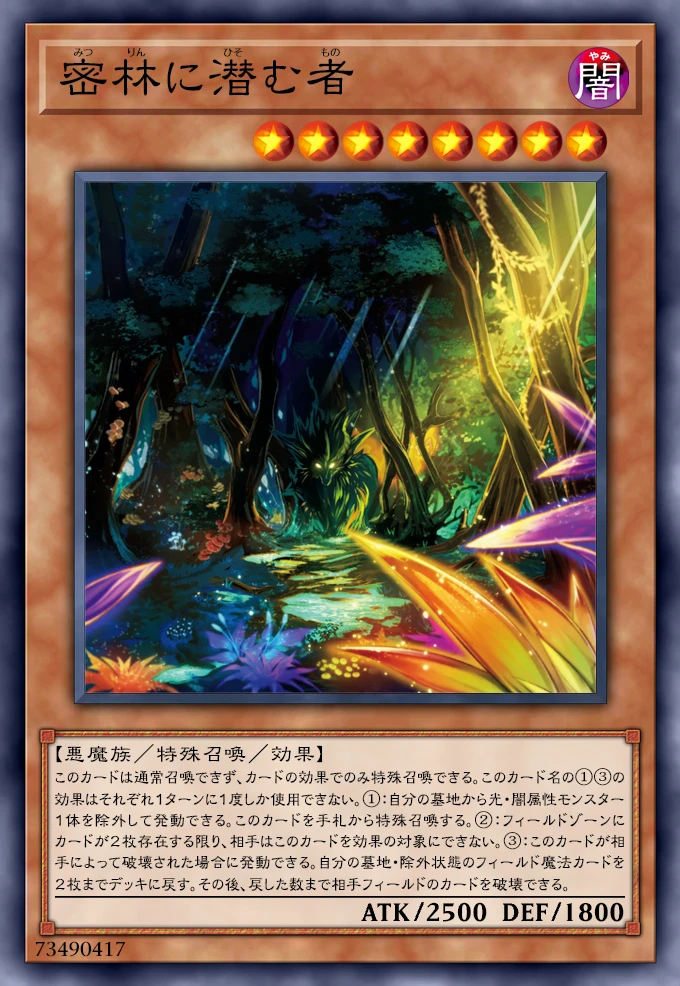 みつ りん ひそ もの
密林に潜む者
やみ
闇
【悪魔族／特殊召喚／効果】
このカードは通常召喚できず、カードの効果でのみ特殊召喚できる。このカード名の①③の
効果はそれぞれ1ターンに1度しか使用できない。①：自分の墓地から光・闇属性モンスター
1体を除外して発動できる。このカードを手札から特殊召喚する。②：フィールドゾーンに
カードが2枚存在する限り、相手はこのカードを効果の対象にできない。③：このカードが相
手によって破壊された場合に発動できる。自分の墓地・除外状態のフィールド魔法カードを
2枚までデッキに戻す。その後、戻した数まで相手フィールドのカードを破壊できる。
ATK/2500 DEF/1800
73490417